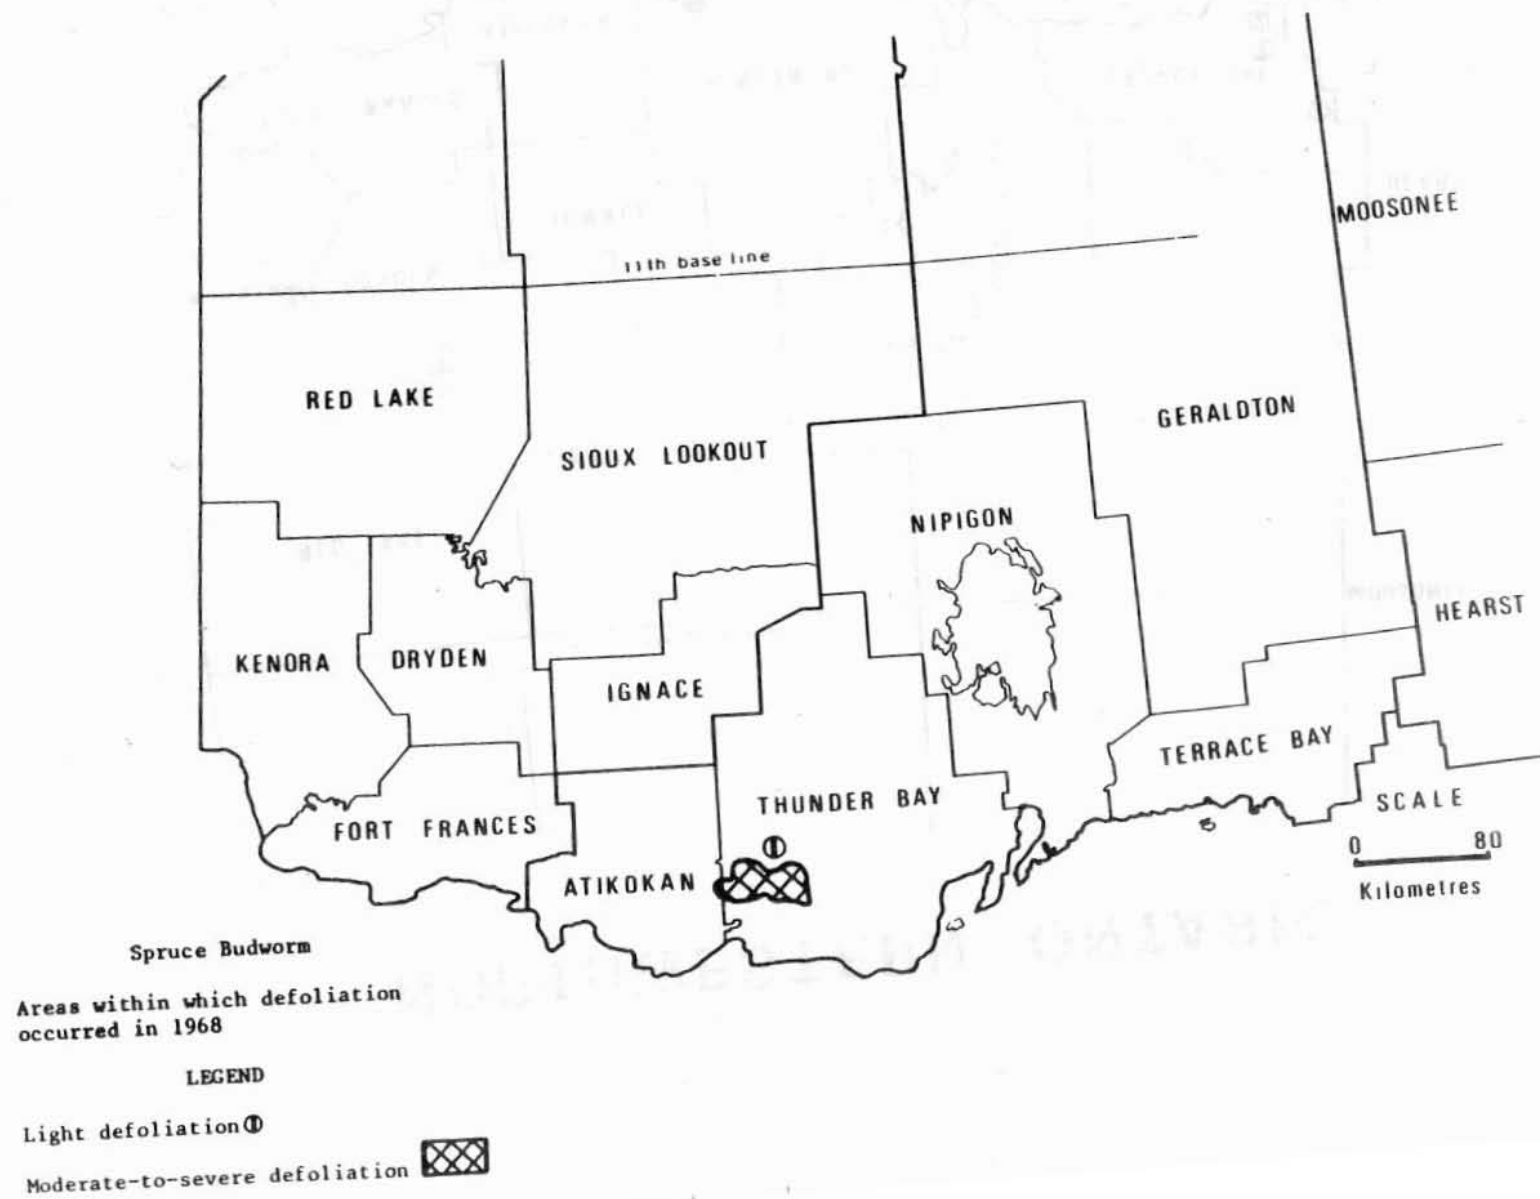 11th base line
MOOSONEE
RED LAKE
GERALDTON
SIOUX LOOKOUT
NIPIGON
HEARST
KENORA
DRYDEN
IGNACE
TERRACE BAY
THUNDER BAY
SCALE
FORT FRANCES
0 80
Kilometres
ATIKOKAN
Spruce Budworm
Areas within which defoliation
occurred in 1968
LEGEND
Light defoliation
Moderate-to-severe defoliation